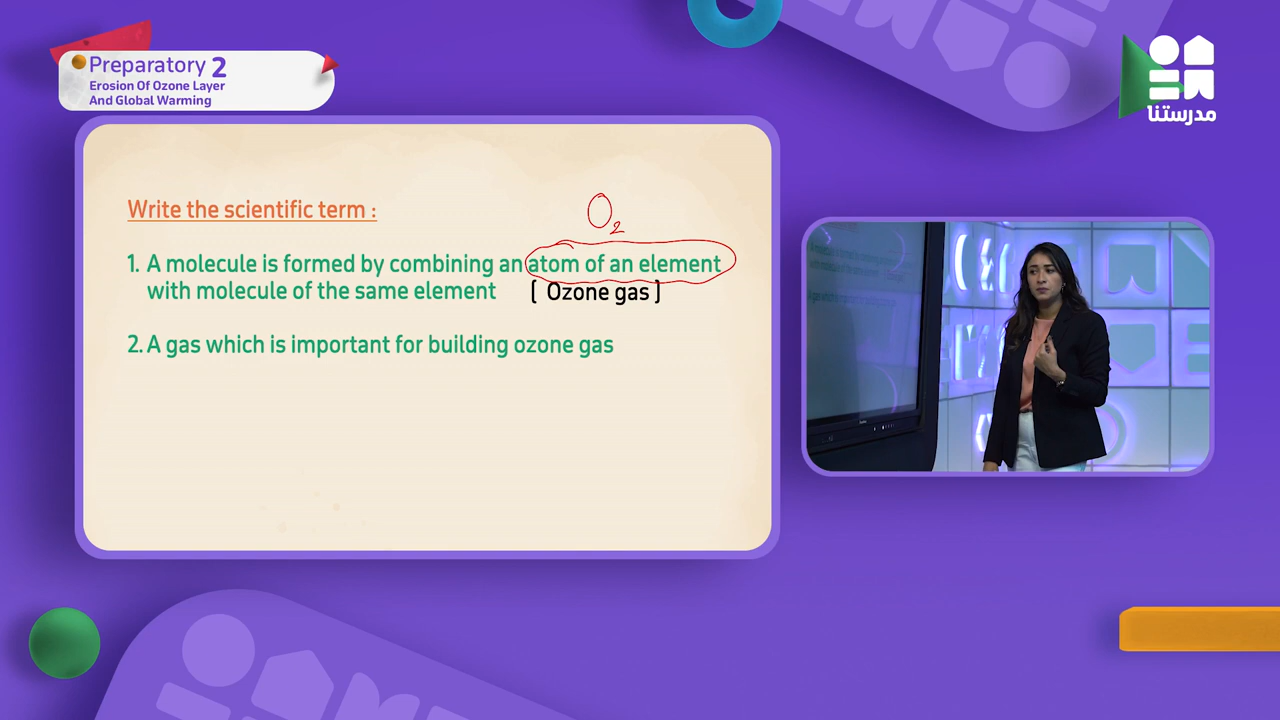 Preparatory 2
Erosion Of Ozone Layer
And Global Warming
مدرستنا
Write the scientific term :
O2
1. A molecule is formed by combining an atom of an element
with molecule of the same element [ Ozone gas ]
2. A gas which is important for building ozone gas